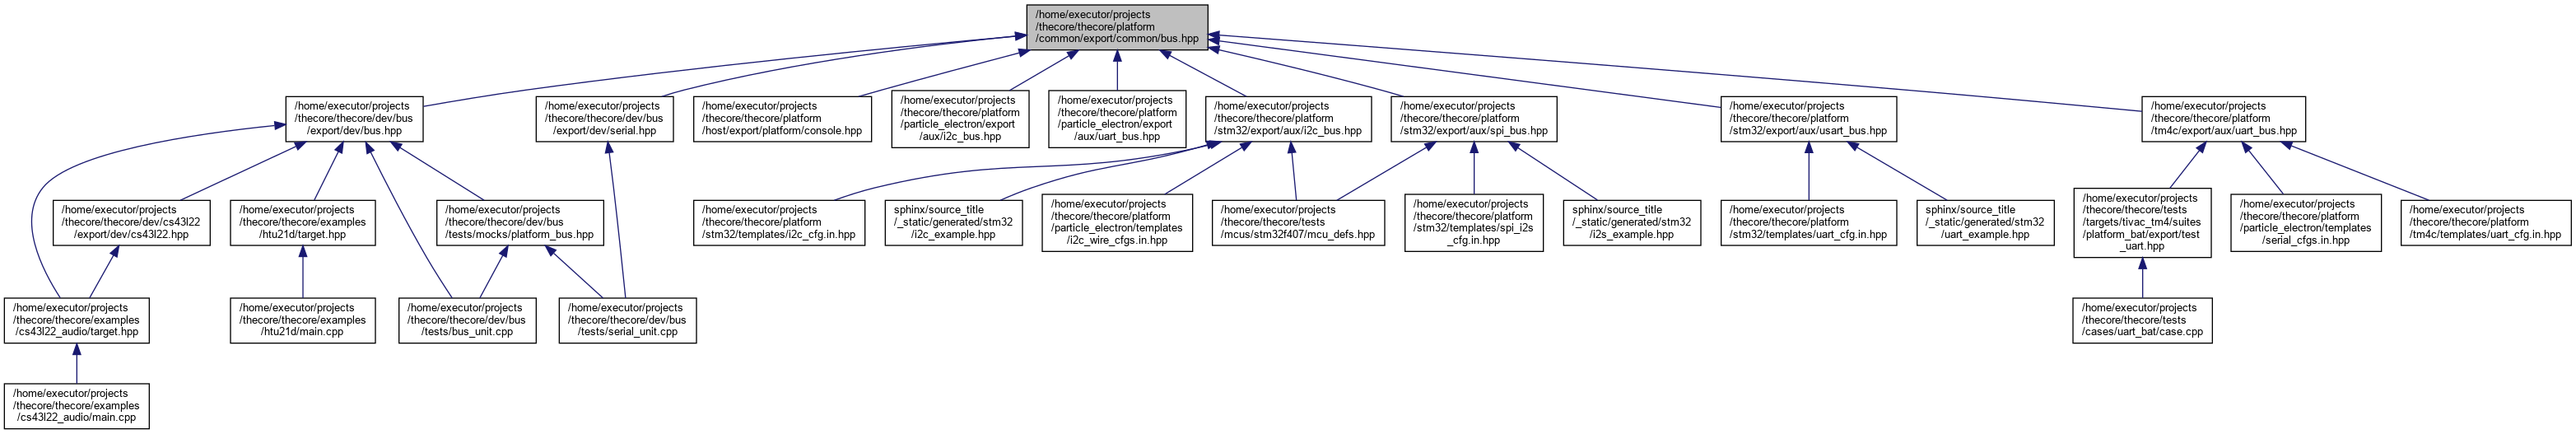 /home/executor/projects
/thecore/thecore/platform
/common/export/common/bus.hpp
/home/executor/projects
/thecore/thecore/dev/bus
/export/dev/bus.hpp
/home/executor/projects
/thecore/thecore/dev/bus
/export/dev/serial.hpp
/home/executor/projects
/thecore/thecore/platform
/host/export/platform/console.hpp
/home/executor/projects
/thecore/thecore/platform
/particle_electron/export
/aux/i2c_bus.hpp
/home/executor/projects
/thecore/thecore/platform
/particle_electron/export
/aux/uart_bus.hpp
/home/executor/projects
/thecore/thecore/platform
/stm32/export/aux/i2c_bus.hpp
/home/executor/projects
/thecore/thecore/platform
/stm32/export/aux/spi_bus.hpp
/home/executor/projects
/thecore/thecore/platform
/stm32/export/aux/usart_bus.hpp
/home/executor/projects
/thecore/thecore/platform
/tm4c/export/aux/uart_bus.hpp
/home/executor/projects
/thecore/thecore/dev/cs43l22
/export/dev/cs43l22.hpp
/home/executor/projects
/thecore/thecore/examples
/htu21d/target.hpp
/home/executor/projects
/thecore/thecore/dev/bus
/tests/mocks/platform_bus.hpp
/home/executor/projects
/thecore/thecore/platform
/stm32/templates/i2c_cfg.in.hpp
sphinx/source_title
/_static/generated/stm32
/i2c_example.hpp
/home/executor/projects
/thecore/thecore/platform
/particle_electron/templates
/i2c_wire_cfgs.in.hpp
/home/executor/projects
/thecore/thecore/tests
/mcus/stm32f407/mcu_defs.hpp
/home/executor/projects
/thecore/thecore/platform
/stm32/templates/spi_i2s
_cfg.in.hpp
sphinx/source_title
/_static/generated/stm32
/i2s_example.hpp
/home/executor/projects
/thecore/thecore/platform
/stm32/templates/uart_cfg.in.hpp
sphinx/source_title
/_static/generated/stm32
/uart_example.hpp
/home/executor/projects
/thecore/thecore/tests
/targets/tivac_tm4/suites
/platform_bat/export/test
_uart.hpp
/home/executor/projects
/thecore/thecore/platform
/particle_electron/templates
/serial_cfgs.in.hpp
/home/executor/projects
/thecore/thecore/platform
/tm4c/templates/uart_cfg.in.hpp
/home/executor/projects
/thecore/thecore/examples
/cs43l22_audio/target.hpp
/home/executor/projects
/thecore/thecore/examples
/htu21d/main.cpp
/home/executor/projects
/thecore/thecore/dev/bus
/tests/bus_unit.cpp
/home/executor/projects
/thecore/thecore/dev/bus
/tests/serial_unit.cpp
/home/executor/projects
/thecore/thecore/tests
/cases/uart_bat/case.cpp
/home/executor/projects
/thecore/thecore/examples
/cs43l22_audio/main.cpp